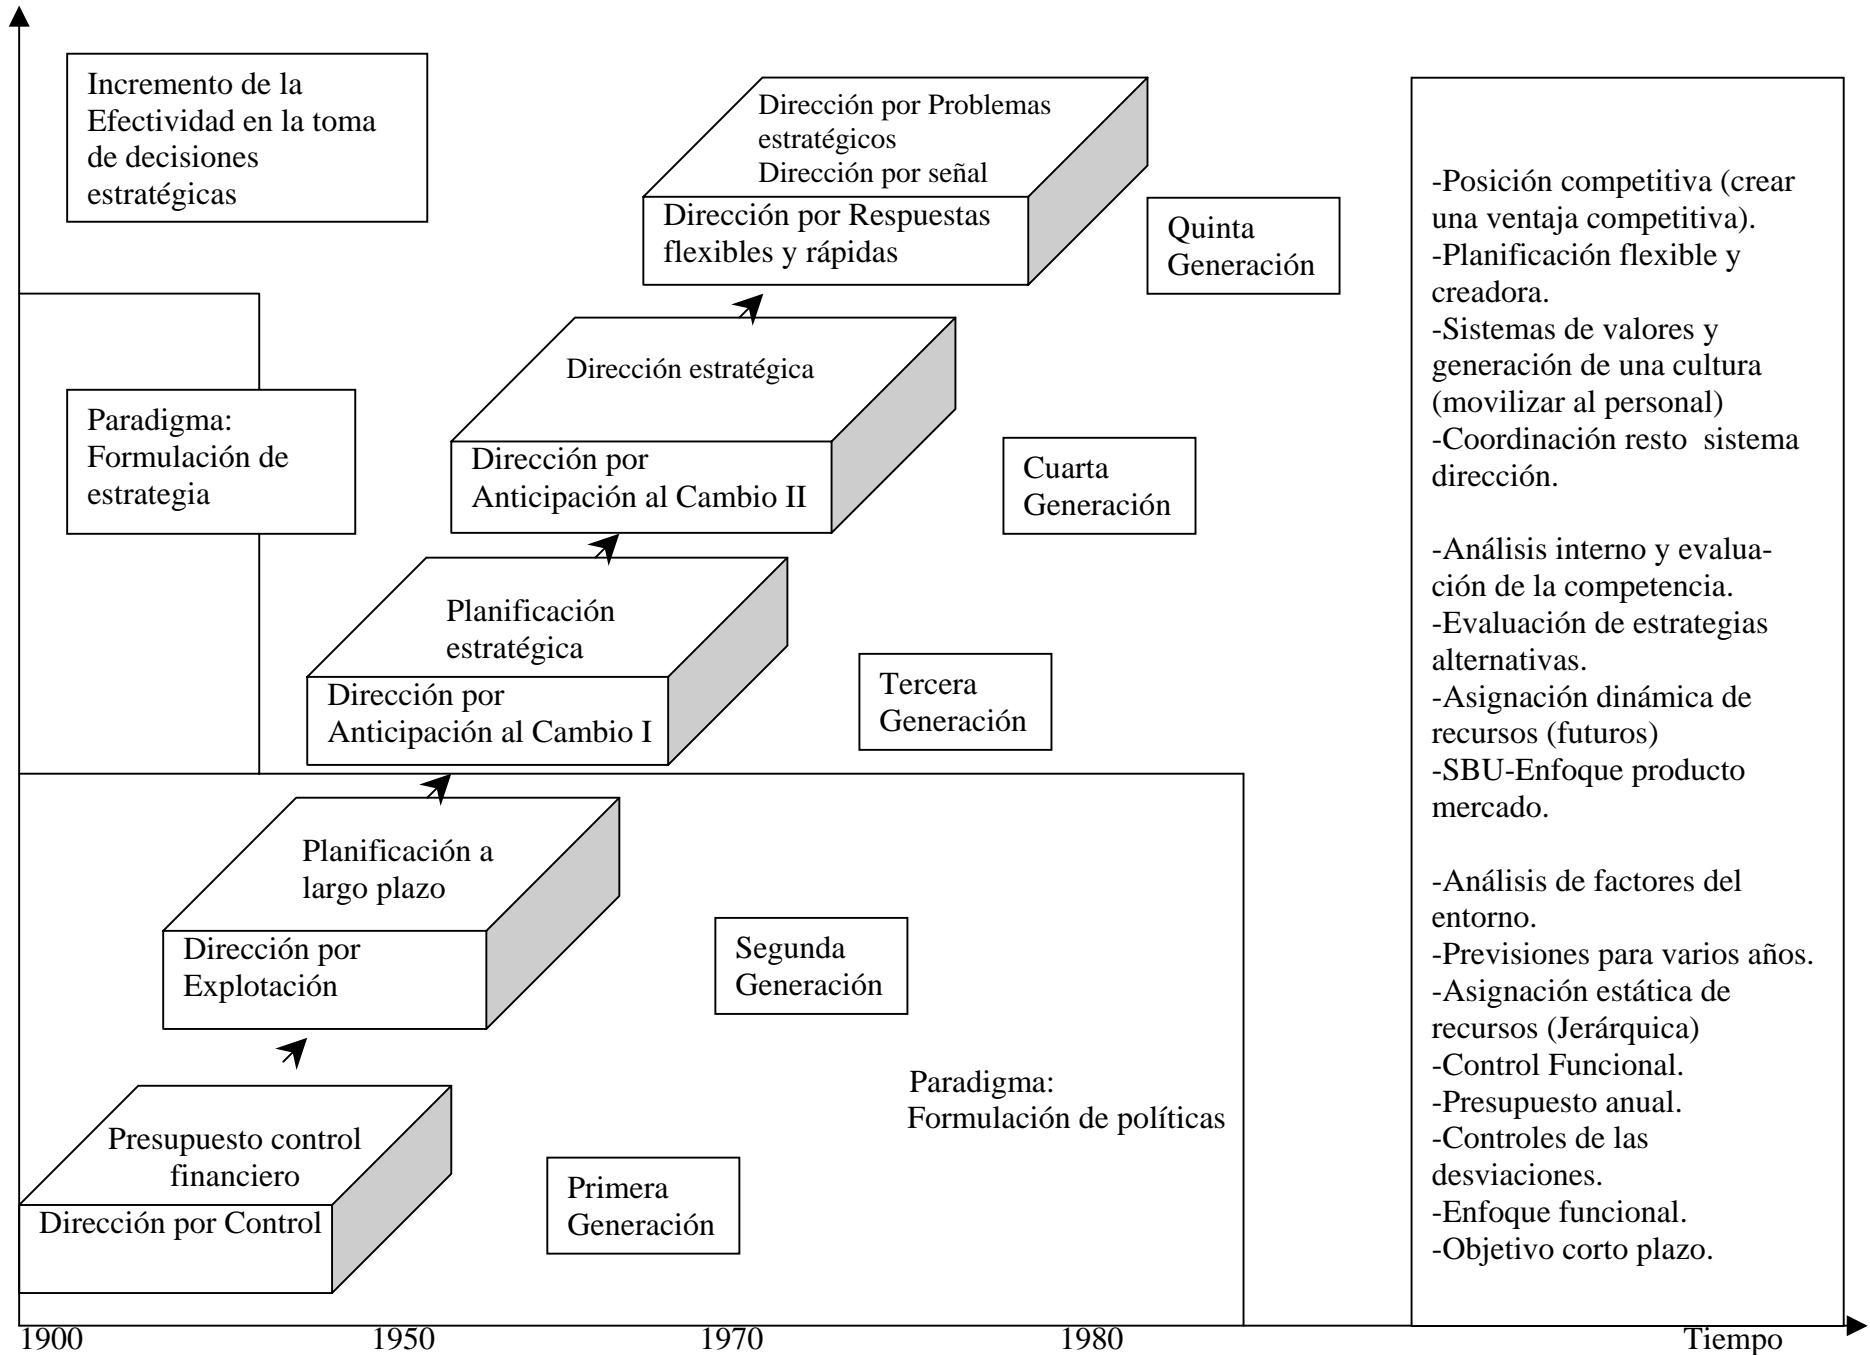 Incremento de la
Efectividad en la toma
de decisiones
estratégicas
Dirección por Problemas
estratégicos
Dirección por señal
Dirección por Respuestas
flexibles y rápidas
Quinta
Generación
Dirección estratégica
Dirección por
Anticipación al Cambio II
Cuarta
Generación
Paradigma:
Formulación de
estrategia
Planificación
estratégica
Dirección por
Anticipación al Cambio I
Tercera
Generación
Planificación a
largo plazo
Dirección por
Explotación
Segunda
Generación
Paradigma:
Formulación de políticas
Presupuesto control
financiero
Dirección por Control
Primera
Generación
-Posición competitiva (crear
una ventaja competitiva).
-Planificación flexible y
creadora.
-Sistemas de valores y
generación de una cultura
(movilizar al personal)
-Coordinación resto sistema
dirección.
-Análisis interno y evalua-
ción de la competencia.
-Evaluación de estrategias
alternativas.
-Asignación dinámica de
recursos (futuros)
-SBU-Enfoque producto
mercado.
-Análisis de factores del
entorno.
-Previsiones para varios años.
-Asignación estática de
recursos (Jerárquica)
-Control Funcional.
-Presupuesto anual.
-Controles de las
desviaciones.
-Enfoque funcional.
-Objetivo corto plazo.
1900 1950 1970 1980 Tiempo